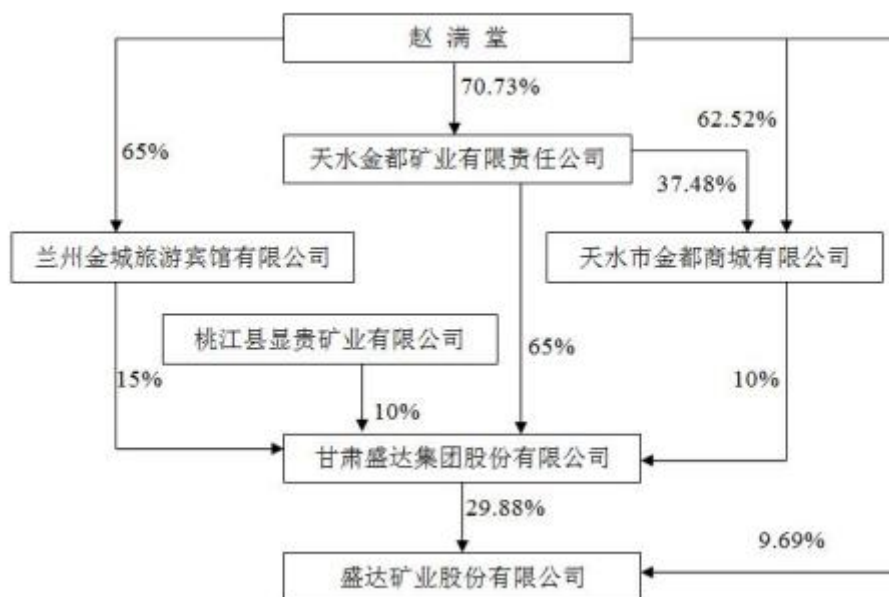 赵满堂
70.73%
62.52%
65%
天水金都矿业有限责任公司
37.48%
兰州金城旅游宾馆有限公司
天水市金都商城有限公司
桃江县显贵矿业有限公司
65%
15%
10%
10%
甘肃盛达集团股份有限公司
29.88%
9.69%
盛达矿业股份有限公司